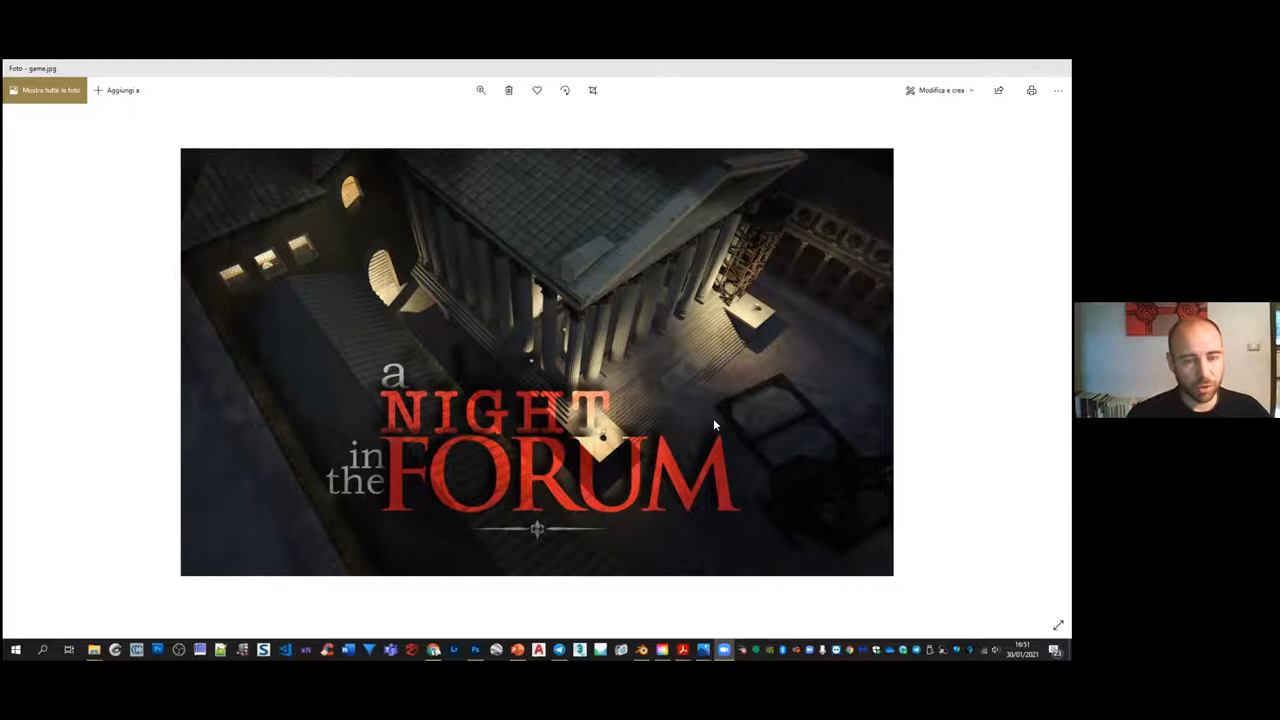 Foto - game.jpg
Mostra tutte le foto
Aggiungi a
Modifica e crea
a
NIGHT
in
the
FORUM
16:51
30/01/2021
23